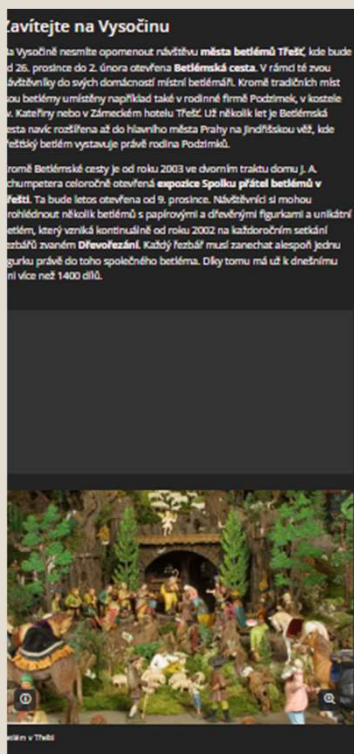 Zavítejte na Vysočinu
Na Vysočině nesmíte opomenout návštěvu města betlémů Třešť, kde bude
od 26. prosince do 2. února otevřena Betlémská cesta. V rámci té zvou
návštěvníky do svých domácností místní betlémáři. Kromě tradičních míst
jsou betlémy umístěny například také v rodinné firmě Podzimek, v kostele
sv. Kateřiny nebo v Zámeckém hotelu Třešť. Už několik let je Betlémská
cesta navíc rozšířena až do hlavního města Prahy na Jindřišskou věž, kde
třešťský betlém vystavuje právě rodina Podzimků.
Kromě Betlémské cesty je od roku 2003 ve dvorním traktu domu J. A.
Schumpetera celoročně otevřená expozice Spolku přátel betlémů v
Třešti. Ta bude letos otevřena od 9. prosince. Návštěvníci si mohou
prohlédnout několik betlémů s papírovými a dřevěnými figurkami a unikátní
betlém, který vzniká kontinuálně od roku 2002 na každoročním setkání
řezbářů zvaném Dřevořezání. Každý řezbář musí zanechat alespoň jednu
figurku právě do toho společného betléma. Díky tomu má už k dnešnímu
dni více než 1400 dílů.
Betlém v Třešti